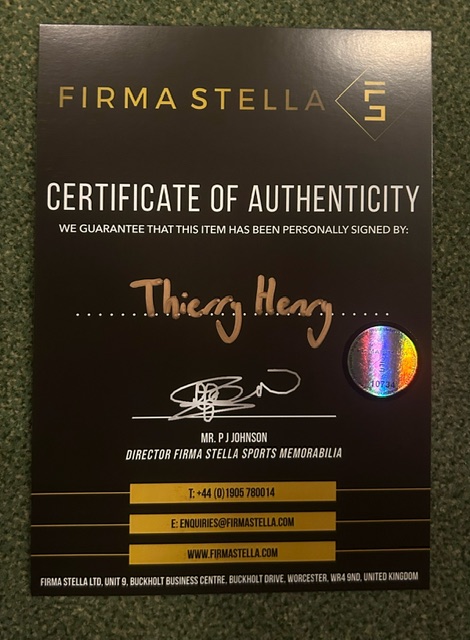 FIRMA STELLA
CERTIFICATE OF AUTHENTICITY
WE GUARANTEE THAT THIS ITEM HAS BEEN PERSONALLY SIGNED BY:
Thierry Henry
MR. P J JOHNSON
DIRECTOR FIRMA STELLA SPORTS MEMORABILIA
T: +44 (0)1905 780014
E: ENQUIRIES@FIRMASTELLA.COM
WWW.FIRMASTELLA.COM
FIRMA STELLA LTD, UNIT 9, BUCKHOLT BUSINESS CENTRE, BUCKHOLT DRIVE, WORCESTER, WR4 9ND, UNITED KINGDOM